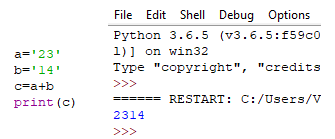 a='23'
b='14'
c=a+b
print(c)
File Edit Shell Debug Options
Python 3.6.5 (v3.6.5:f59c0
1)] on win32
Type "copyright", "credits
>>>
====== RESTART: C:/Users/V
2314
>>>